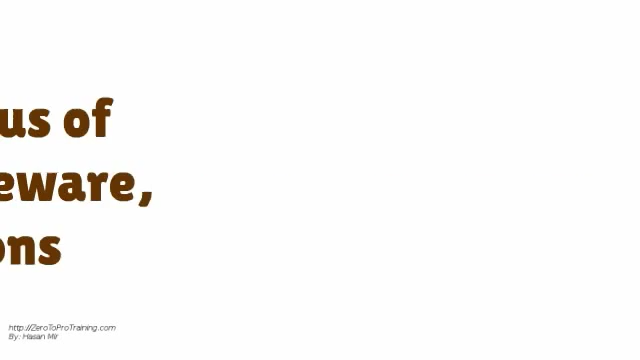 us of
eware,
ons
http://ZeroToProTraining.com
By: Hasan Mir